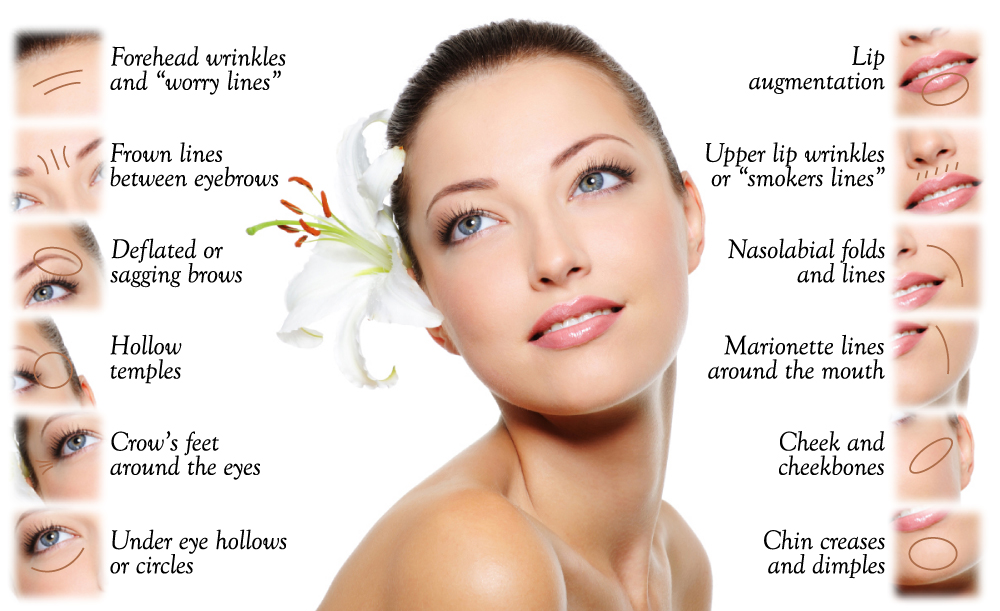 Forehead wrinkles
and “worry lines”
Frown lines
between eyebrows
Deflated or
sagging brows
Hollow
temples
Crow’s feet
around the eyes
Under eye hollows
or circles
Lip
augmentation
Upper lip wrinkles
or “smokers lines”
Nasolabial folds
and lines
Marionette lines
around the mouth
Cheek and
cheekbones
Chin creases
and dimples